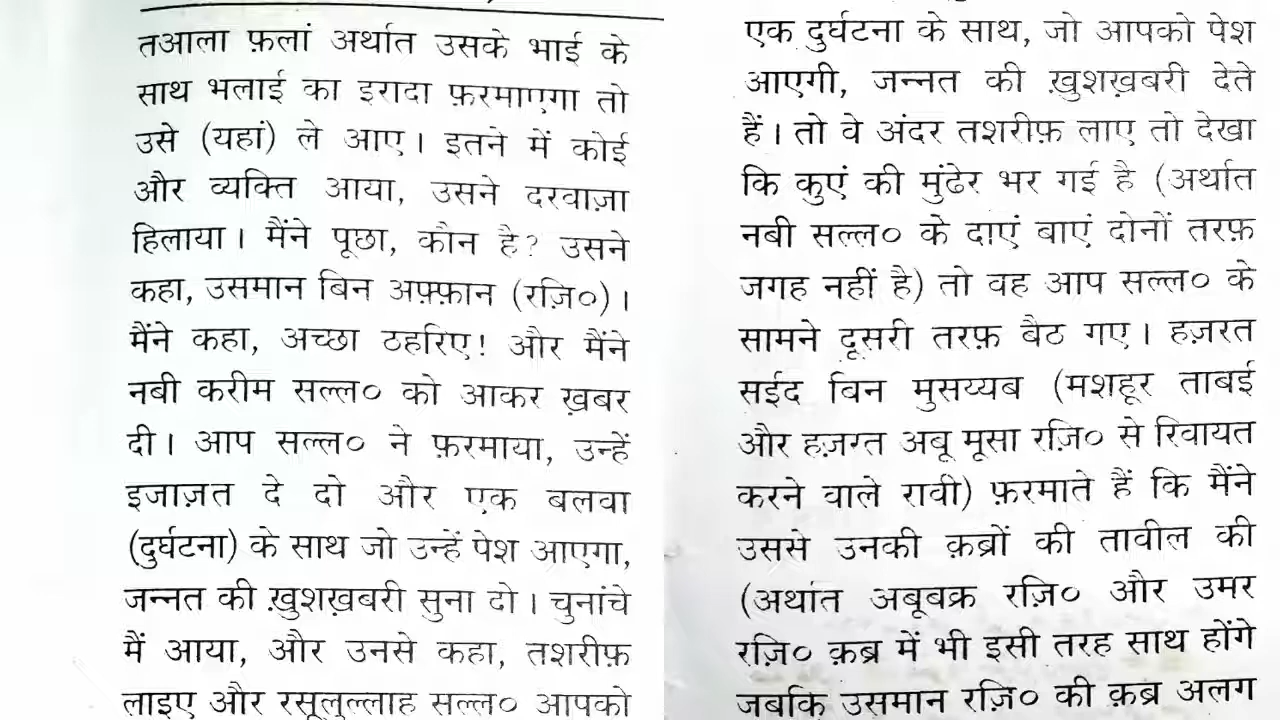 तआला फ़लां अर्थात उसके भाई के
साथ भलाई का इरादा फ़रमाएगा तो
उसे (यहां) ले आए। इतने में कोई
और व्यक्ति आया, उसने दरवाज़ा
हिलाया। मैंने पूछा, कौन है? उसने
कहा, उसमान बिन अफ़्फ़ान (रज़ि०)।
मैंने कहा, अच्छा ठहरिए! और मैंने
नबी करीम सल्ल० को आकर ख़बर
दी। आप सल्ल० ने फ़रमाया, उन्हें
इजाज़त दे दो और एक बलवा
(दुर्घटना) के साथ जो उन्हें पेश आएगा,
जन्नत की ख़ुशख़बरी सुना दो। चुनांचे
मैं आया, और उनसे कहा, तशरीफ़
लाइए और रसूलुल्लाह सल्ल० आपको
एक दुर्घटना के साथ, जो आपको पेश
आएगी, जन्नत की ख़ुशख़बरी देते
हैं। तो वे अंदर तशरीफ़ लाए तो देखा
कि कुएं की मुंढेर भर गई है (अर्थात
नबी सल्ल० के दाएं बाएं दोनों तरफ़
जगह नहीं है) तो वह आप सल्ल० के
सामने दूसरी तरफ़ बैठ गए। हज़रत
सईद बिन मुसय्यब (मशहूर ताबई
और हज़रत अबू मूसा रज़ि० से रिवायत
करने वाले रावी) फ़रमाते हैं कि मैंने
उससे उनकी क़ब्रों की तावील की
(अर्थात अबूबक्र रज़ि० और उमर
रज़ि० क़ब्र में भी इसी तरह साथ होंगे
जबकि उसमान रज़ि० की क़ब्र अलग